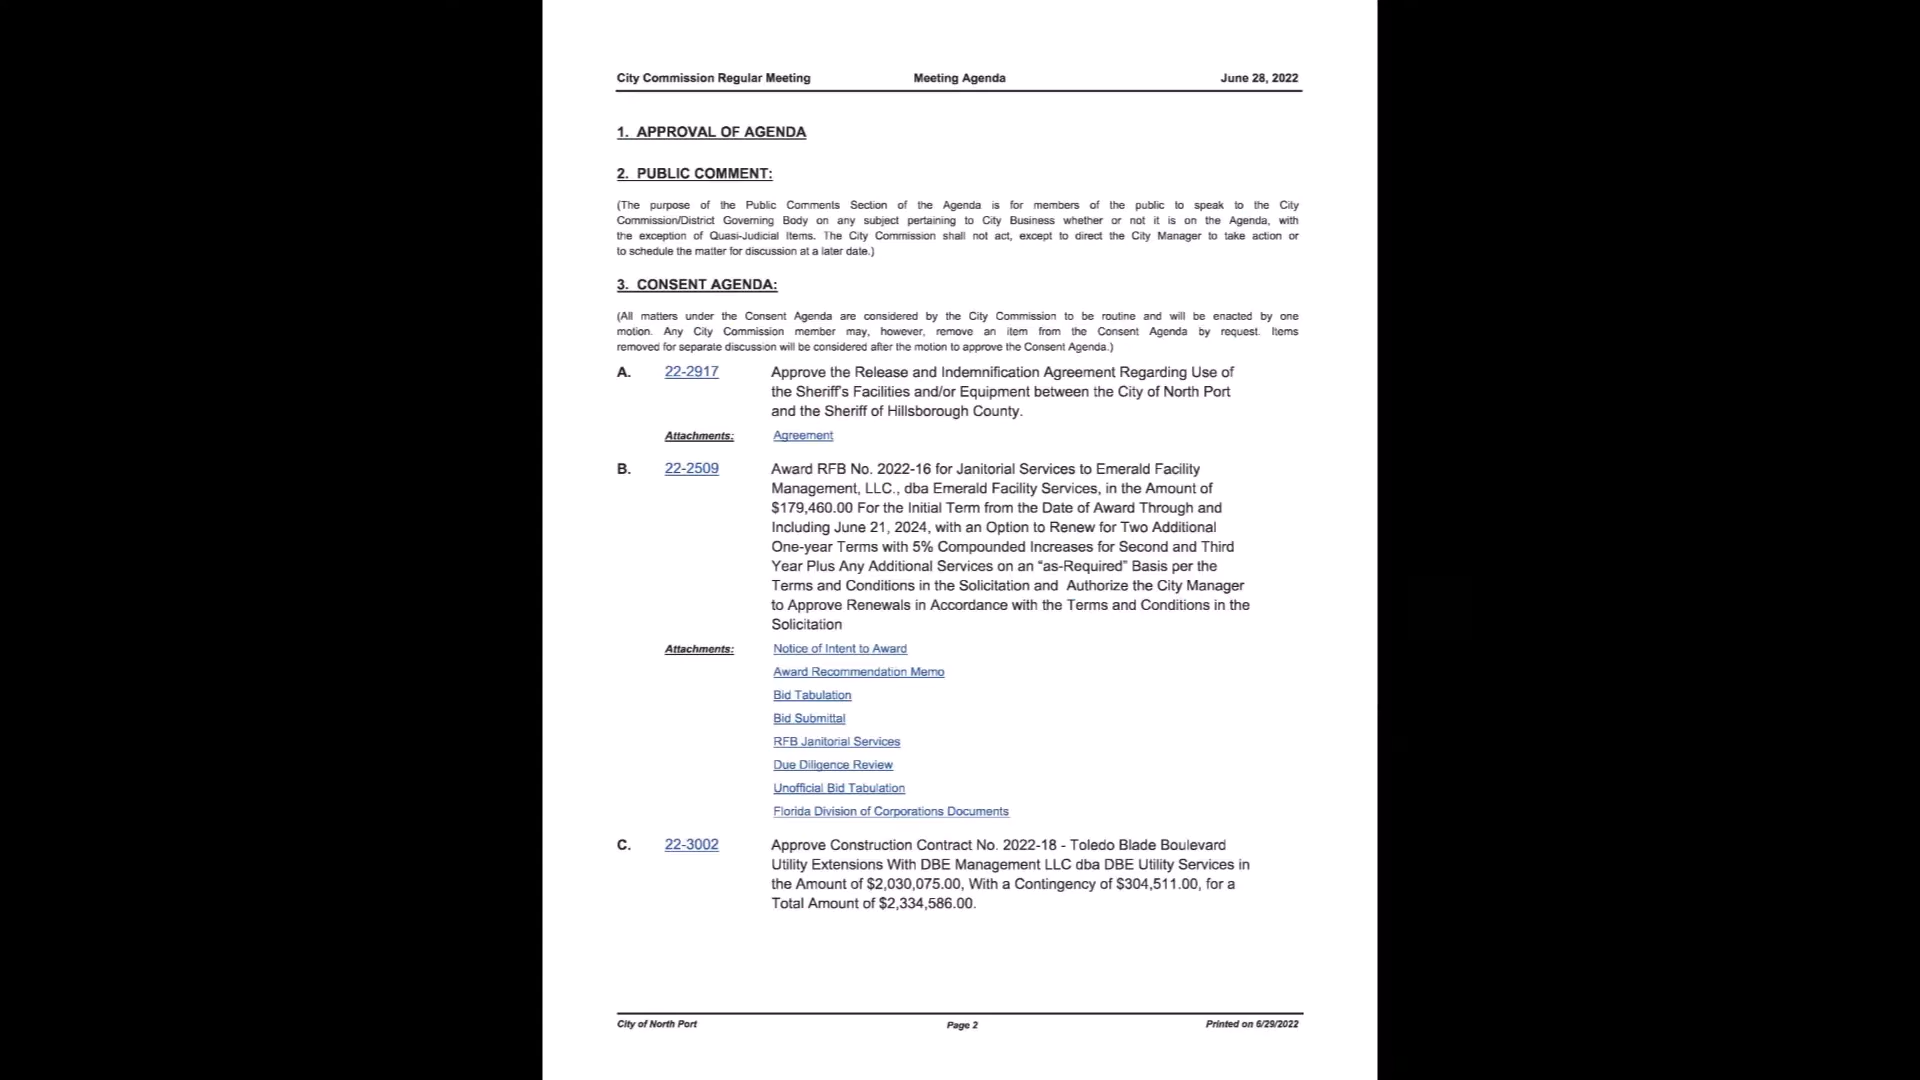 City Commission Regular Meeting Meeting Agenda June 28, 2022
1. APPROVAL OF AGENDA
2. PUBLIC COMMENT:
(The purpose of the Public Comments Section of the Agenda is for members of the public to speak to the City
Commission/District Governing Body on any subject pertaining to City Business whether or not it is on the Agenda, with
the exception of Quasi-Judicial Items. The City Commission shall not act, except to direct the City Manager to take action or
to schedule the matter for discussion at a later date.)
3. CONSENT AGENDA:
(All matters under the Consent Agenda are considered by the City Commission to be routine and will be enacted by one
motion. Any City Commission member may, however, remove an item from the Consent Agenda by request. Items
removed for separate discussion will be considered after the motion to approve the Consent Agenda.)
A. 22-2917 Approve the Release and Indemnification Agreement Regarding Use of
the Sheriff's Facilities and/or Equipment between the City of North Port
and the Sheriff of Hillsborough County.
Attachments: Agreement
B. 22-2509 Award RFB No. 2022-16 for Janitorial Services to Emerald Facility
Management, LLC., dba Emerald Facility Services, in the Amount of
$179,460.00 For the Initial Term from the Date of Award Through and
Including June 21, 2024, with an Option to Renew for Two Additional
One-year Terms with 5% Compounded Increases for Second and Third
Year Plus Any Additional Services on an “as-Required” Basis per the
Terms and Conditions in the Solicitation and Authorize the City Manager
to Approve Renewals in Accordance with the Terms and Conditions in the
Solicitation
Attachments: Notice of Intent to Award
Award Recommendation Memo
Bid Tabulation
Bid Submittal
RFB Janitorial Services
Due Diligence Review
Unofficial Bid Tabulation
Florida Division of Corporations Documents
C. 22-3002 Approve Construction Contract No. 2022-18 - Toledo Blade Boulevard
Utility Extensions With DBE Management LLC dba DBE Utility Services in
the Amount of $2,030,075.00, With a Contingency of $304,511.00, for a
Total Amount of $2,334,586.00.
City of North Port Page 2 Printed on 6/29/2022